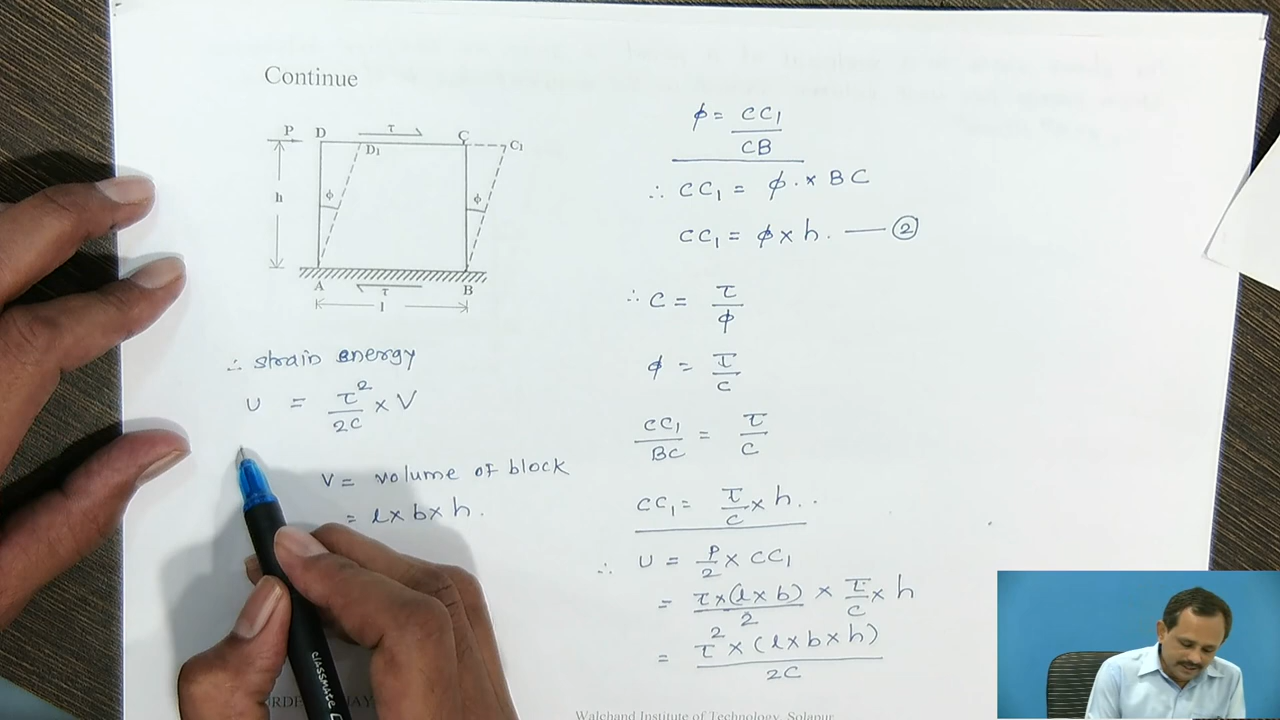 Continue
P D τ C C1
D1
h φ φ
A τ B
l
∴ strain energy
U = τ² / 2C × V
V = volume of block
= l × b × h.
φ = CC1 / CB
∴ CC1 = φ · × BC
CC1 = φ × h. — ②
∴ C = τ / φ
φ = τ / C
CC1 / BC = τ / C
CC1 = τ / C × h..
∴ U = P / 2 × CC1
= τ × (l × b) / 2 × τ / C × h
= τ² × (l × b × h) / 2C
classmate
Walchand Institute of Technology, Solapur